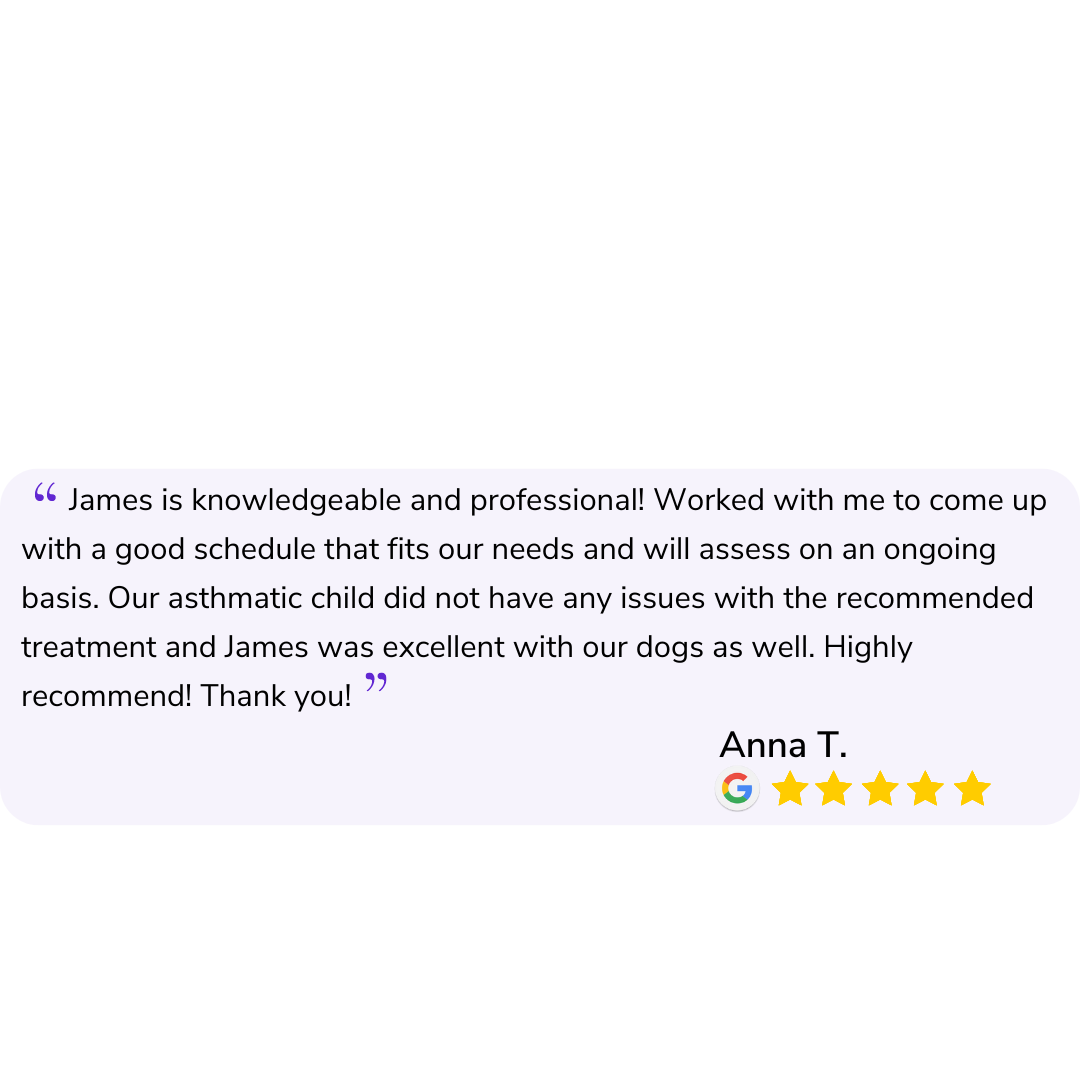 “ James is knowledgeable and professional! Worked with me to come up
with a good schedule that fits our needs and will assess on an ongoing
basis. Our asthmatic child did not have any issues with the recommended
treatment and James was excellent with our dogs as well. Highly
recommend! Thank you! ”
Anna T.
G